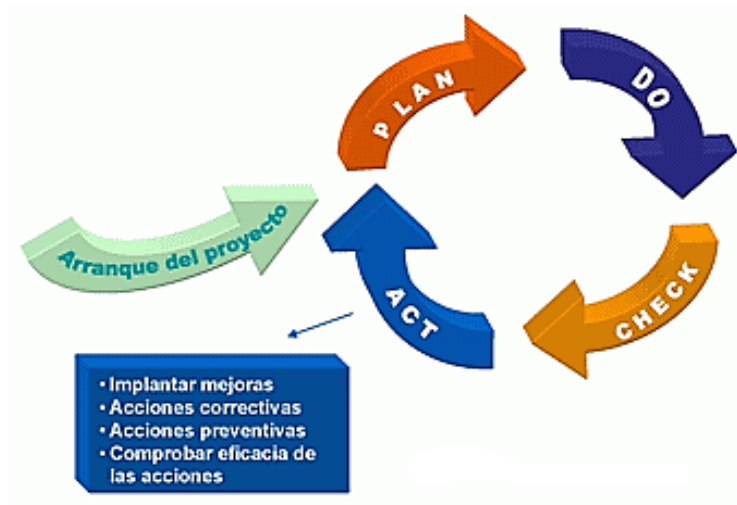 PLAN
DO
Arranque del proyecto
ACT
CHECK
• Implantar mejoras
• Acciones correctivas
• Acciones preventivas
• Comprobar eficacia de
las acciones